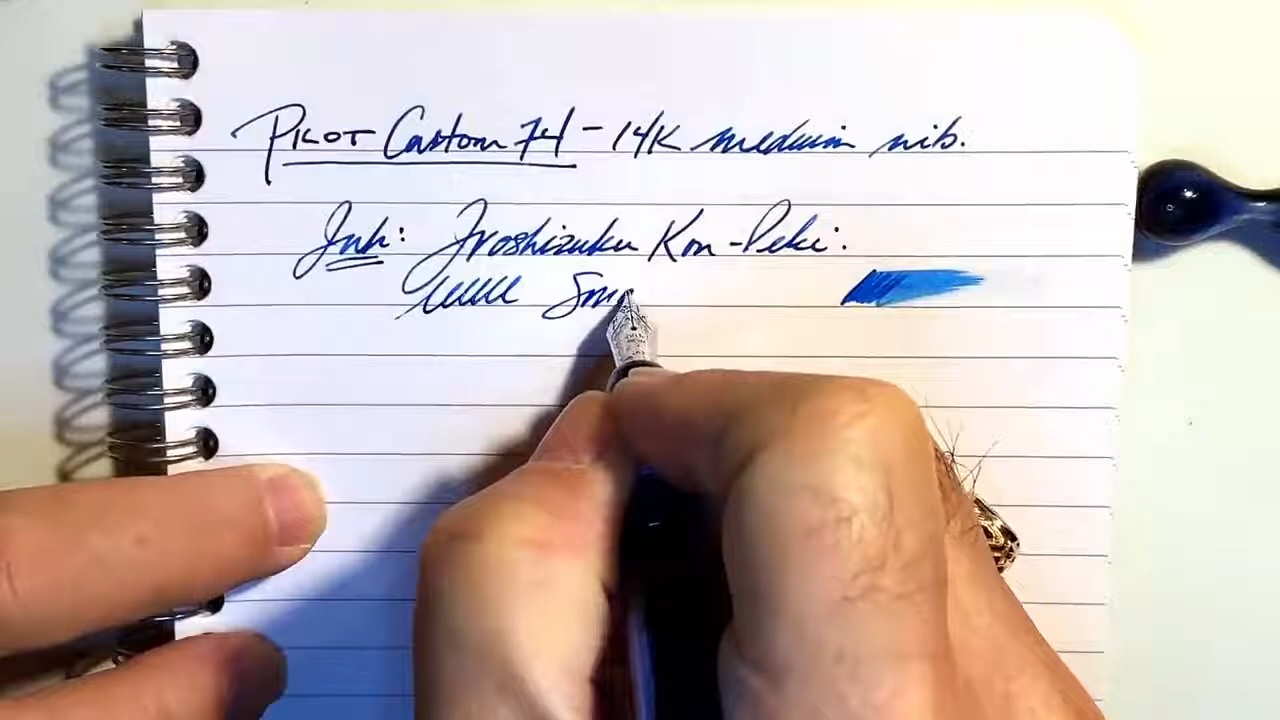 Pilot Custom 74 - 14K medium nib.
Ink: Iroshizuku Kon-Peki.